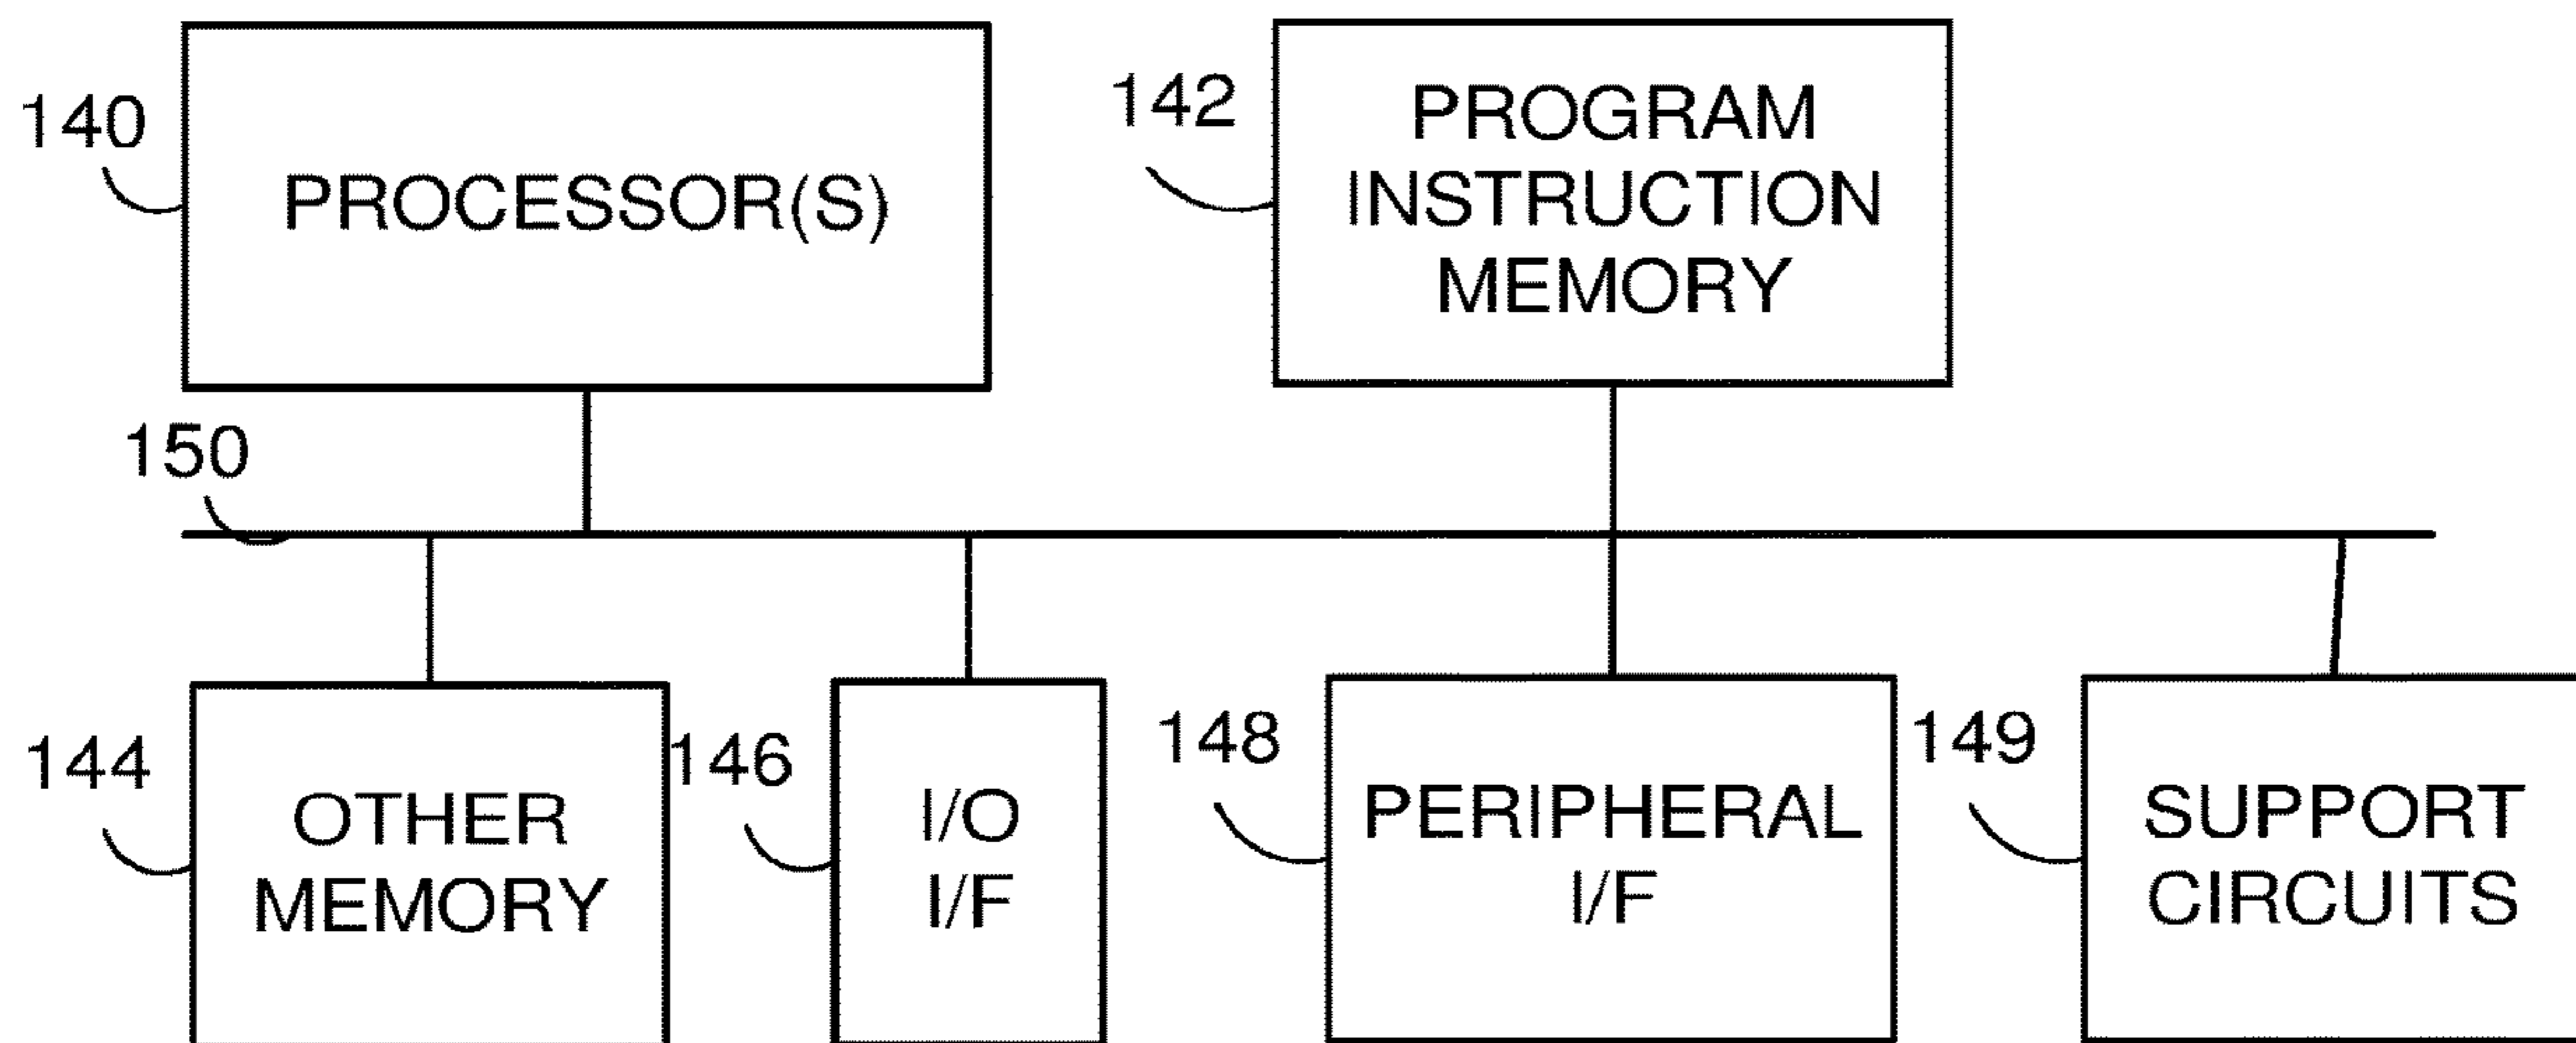 140
PROCESSOR(S)
142
PROGRAM
INSTRUCTION
MEMORY
150
144
OTHER
MEMORY
146
I/O
I/F
148
PERIPHERAL
I/F
149
SUPPORT
CIRCUITS